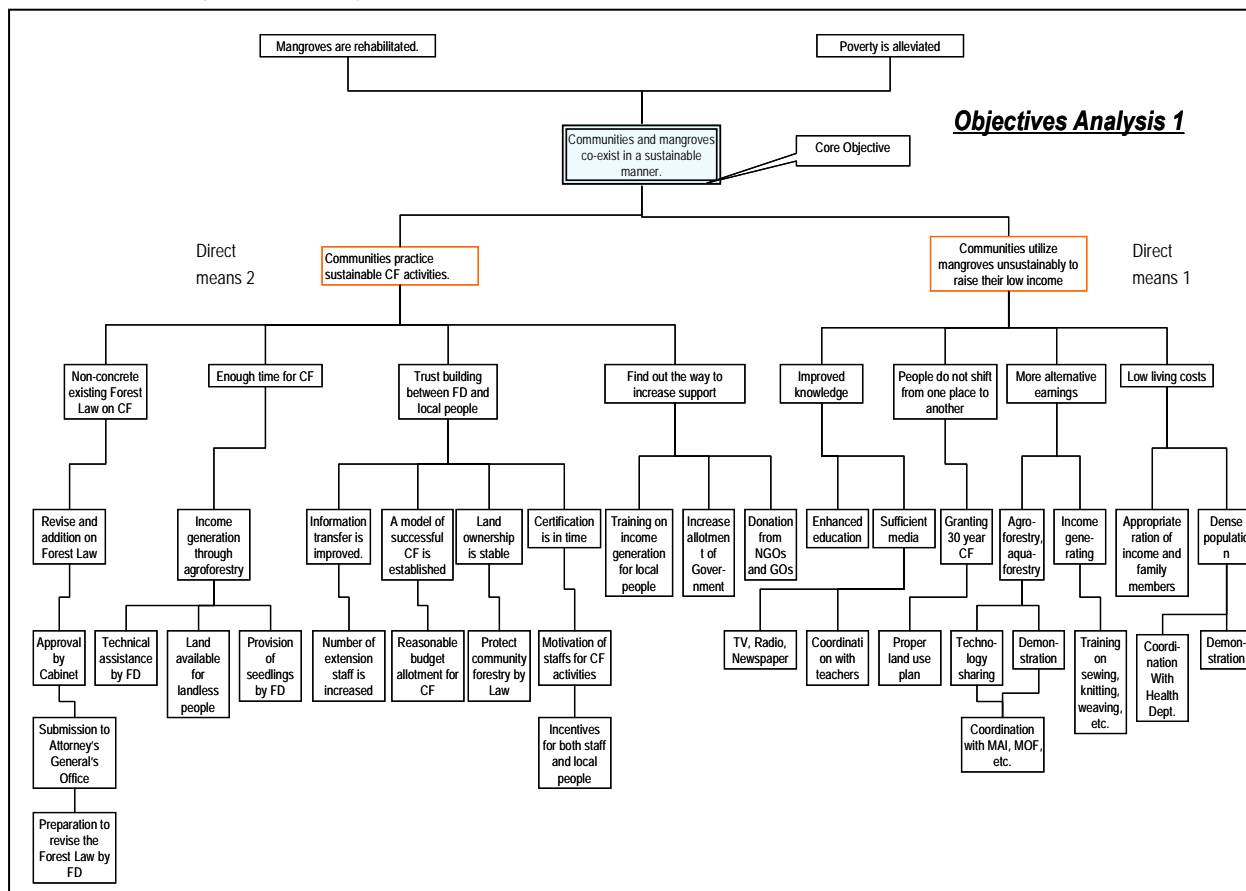 Mangroves are rehabilitated.
Poverty is alleviated
Objectives Analysis 1
Communities and mangroves
co-exist in a sustainable
manner.
Core Objective
Direct
means 2
Communities practice
sustainable CF activities.
Communities utilize
mangroves unsustainably to
raise their low income
Direct
means 1
Non-concrete
existing Forest Law
on CF
Enough time for CF
Trust building
between FD and
local people
Find out the way to
increase support
Improved
knowledge
People do not shift
from one place to
another
More alternative
earnings
Low living costs
Revise and
addition on
Forest Law
Income
generation
through
agroforestry
Information
transfer is
improved.
A model of
successful
CF is
established
Land
ownership
is stable
Certification
is in time
Training on
income
generation
for local
people
Increase
allotmen
t of
Govern-
ment
Donation
from
NGOs
and GOs
Enhanced
education
Sufficient
media
Granting
30 year
CF
Agro-
forestry,
aqua-
forestry
Income
gene-
rating
Appropriate
ration of
income and
family
members
Dense
populatio
n
Approval
by
Cabinet
Technical
assistance
by FD
Land
available
for
landless
people
Provision
of
seedlings
by FD
Number of
extension
staff is
increased
Reasonable
budget
allotment for
CF
Protect
community
forestry by
Law
Motivation of
staffs for CF
activities
TV, Radio,
Newspaper
Coordinati
on with
teachers
Proper
land use
plan
Techno-
logy
sharing
Demon-
stration
Training
on
sewing,
knitting,
weaving,
etc.
Coordi-
nation
With
Health
Dept.
Demon-
stration
Submission to
Attorney's
General's
Office
Incentives
for both staff
and local
people
Coordination
with MAI, MOF,
etc.
Preparation to
revise the
Forest Law by
FD